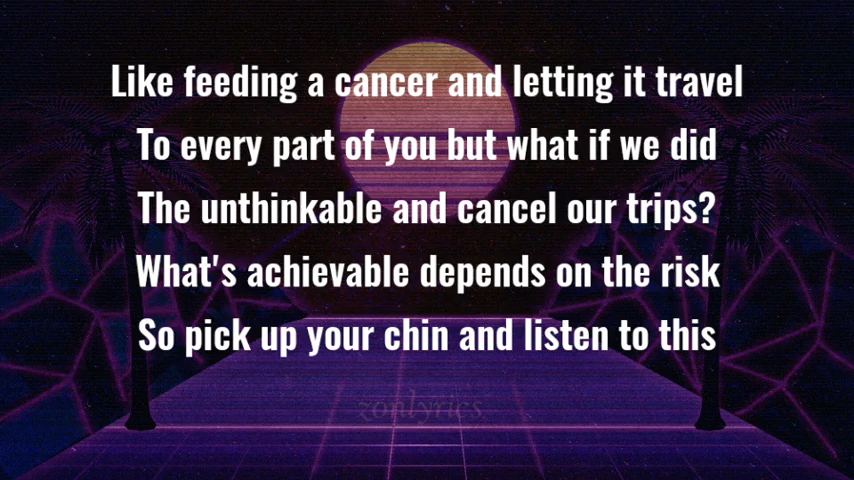 Like feeding a cancer and letting it travel
To every part of you but what if we did
The unthinkable and cancel our trips?
What's achievable depends on the risk
So pick up your chin and listen to this
zonlyrics